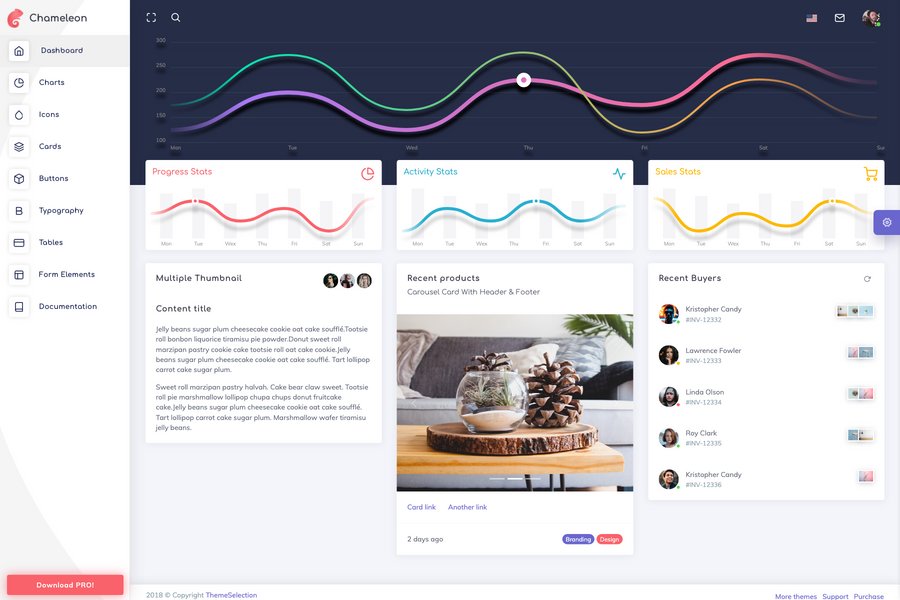 Chameleon
Dashboard
Charts
Icons
Cards
Buttons
Typography
Tables
Form Elements
Documentation
Download PRO!
300
250
200
150
100
Mon Tue Wed Thu Fri Sat Su
Progress Stats
Mon Tue Wex Thu Fri Sat Sun
Activity Stats
Mon Tue Wex Thu Fri Sat Sun
Sales Stats
Mon Tue Wex Thu Fri Sat Sun
Multiple Thumbnail
Content title
Jelly beans sugar plum cheesecake cookie oat cake soufflé.Tootsie
roll bonbon liquorice tiramisu pie powder.Donut sweet roll
marzipan pastry cookie cake tootsie roll oat cake cookie.Jelly
beans sugar plum cheesecake cookie oat cake soufflé. Tart lollipop
carrot cake sugar plum.
Sweet roll marzipan pastry halvah. Cake bear claw sweet. Tootsie
roll pie marshmallow lollipop chupa chups donut fruitcake
cake.Jelly beans sugar plum cheesecake cookie oat cake soufflé.
Tart lollipop carrot cake sugar plum. Marshmallow wafer tiramisu
jelly beans.
Recent products
Carousel Card With Header & Footer
Card link Another link
2 days ago Branding Design
Recent Buyers
Kristopher Candy
#INV-12332
Lawrence Fowler
#INV-12333
Linda Olson
#INV-12334
Roy Clark
#INV-12335
Kristopher Candy
#INV-12336
2018 © Copyright ThemeSelection
More themes Support Purchase